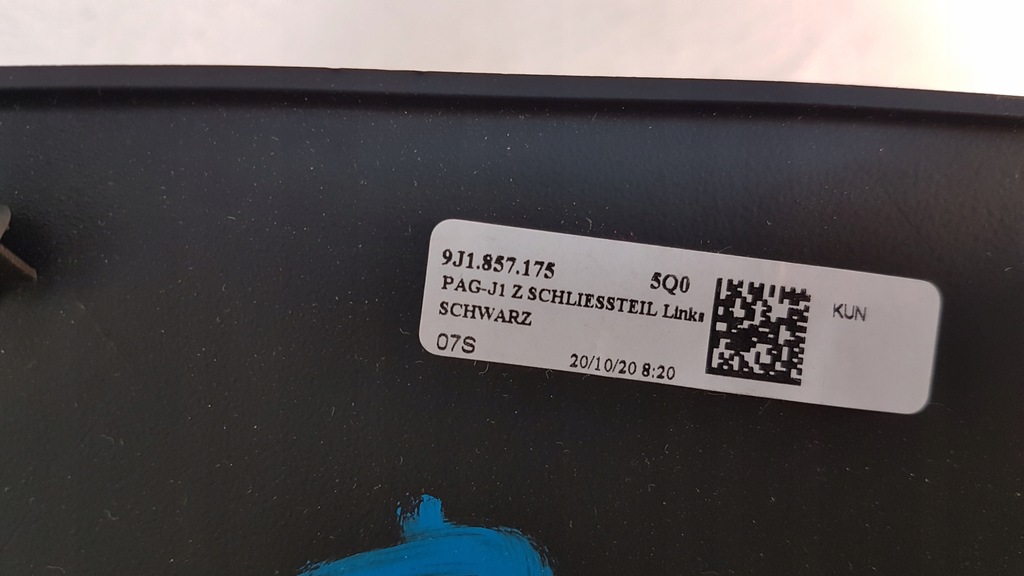 9J1.857.175 5Q0
PAG-J1 Z SCHLIESSTEIL Links
SCHWARZ
07S
20/10/20 8:20
KUN